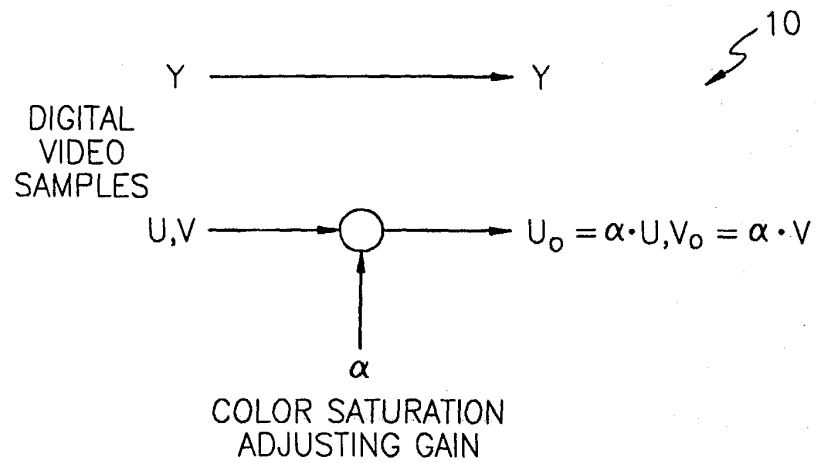 10
Y Y
DIGITAL
VIDEO
SAMPLES
U,V U₀ = α·U,V₀ = α·V
α
COLOR SATURATION
ADJUSTING GAIN